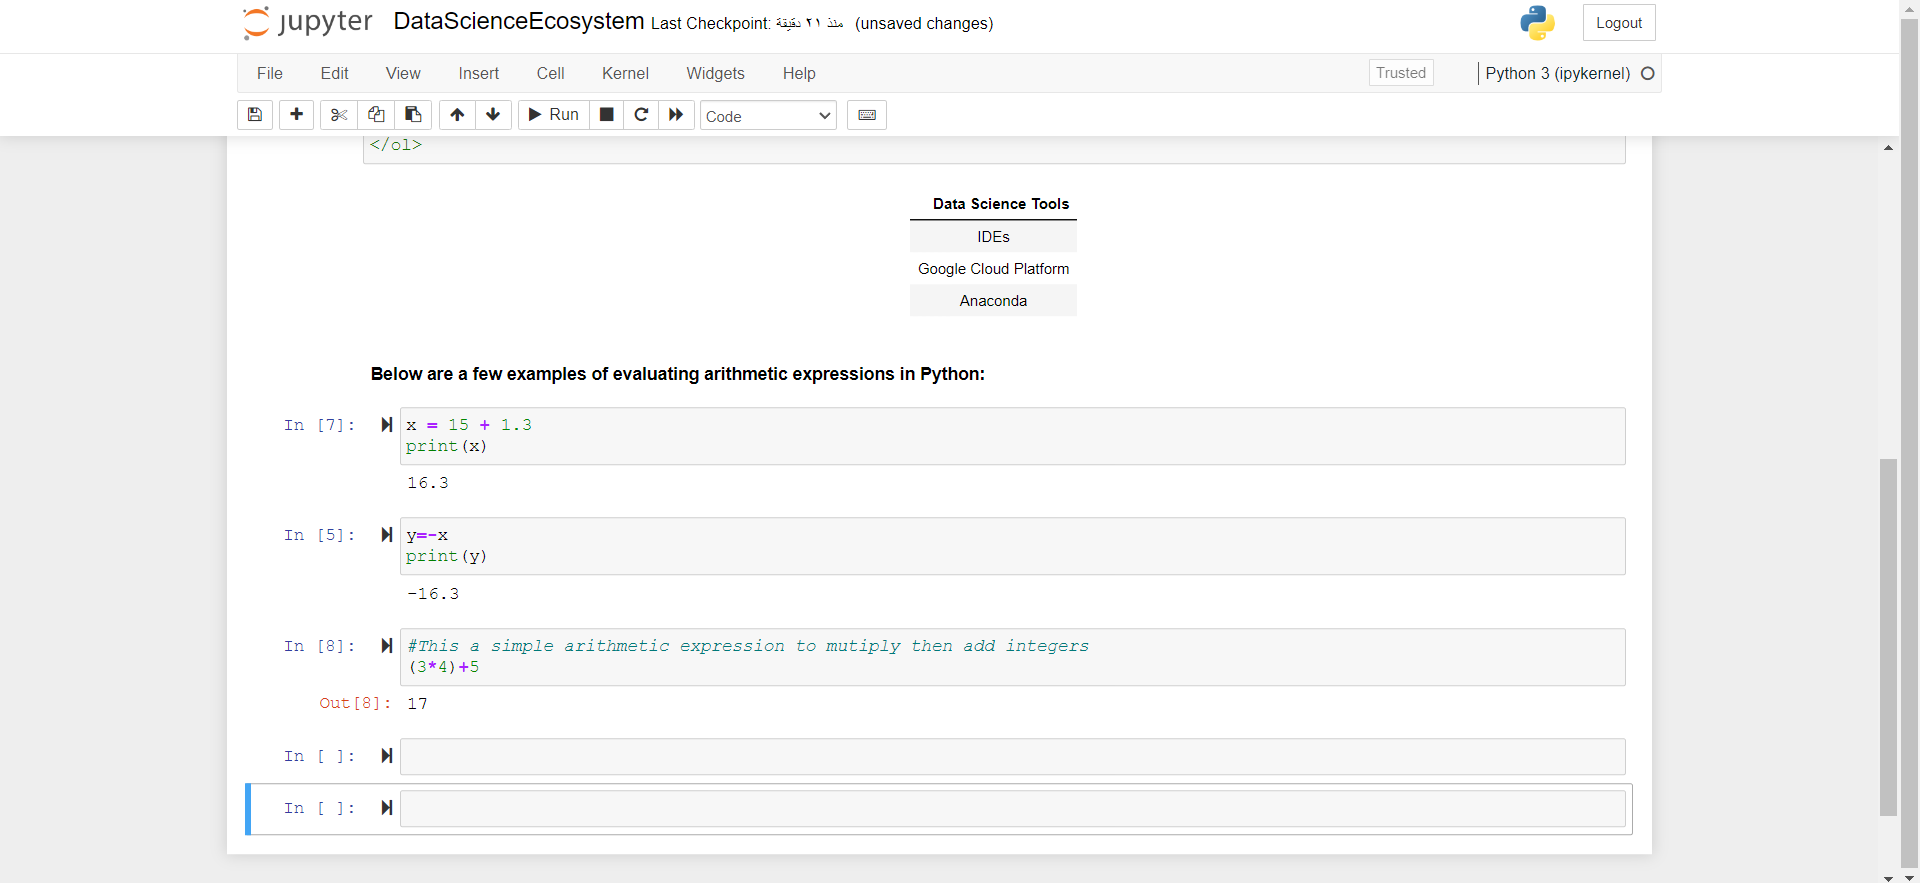 jupyter DataScienceEcosystem Last Checkpoint: منذ ٢١ دقيقة (unsaved changes) Logout
File Edit View Insert Cell Kernel Widgets Help Trusted Python 3 (ipykernel)
Run Code
</ol>
Data Science Tools
IDEs
Google Cloud Platform
Anaconda
Below are a few examples of evaluating arithmetic expressions in Python:
In [7]: x = 15 + 1.3
print(x)
16.3
In [5]: y=-x
print(y)
-16.3
In [8]: #This a simple arithmetic expression to mutiply then add integers
(3*4)+5
Out[8]: 17
In [ ]:
In [ ]: